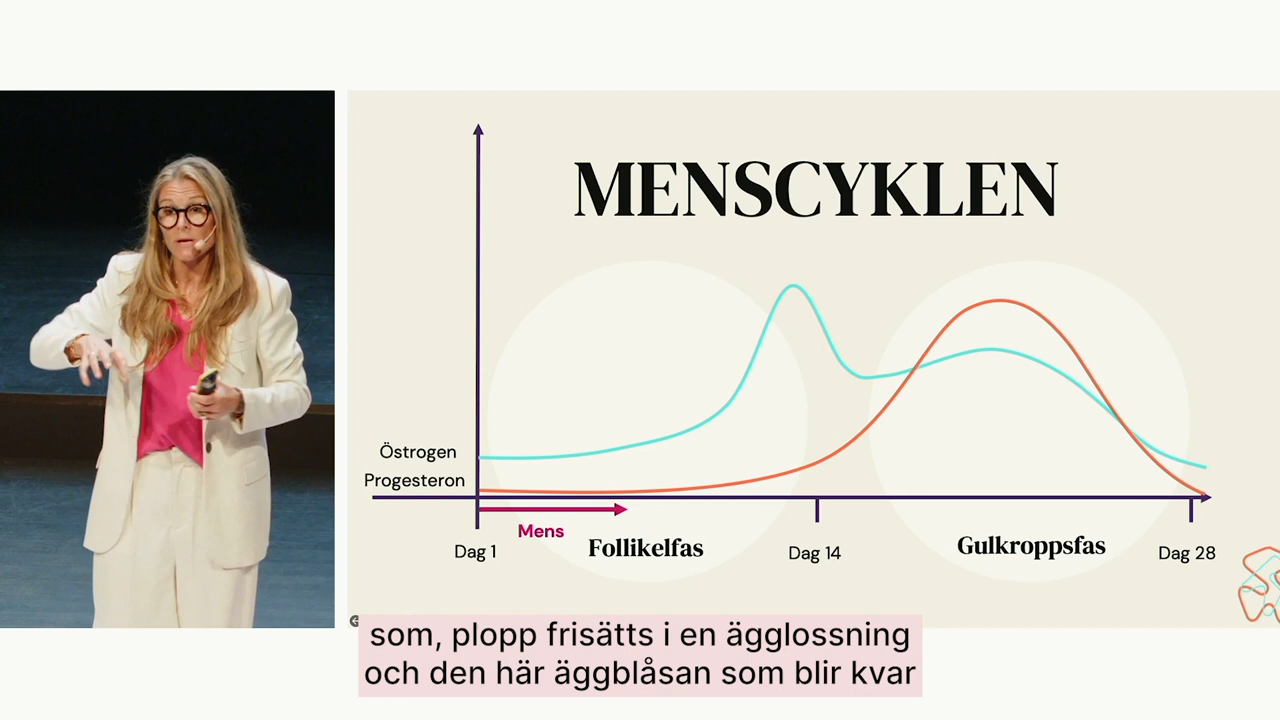 MENSCYKLEN
Östrogen
Progesteron
Mens
Follikelfas
Gulkroppsfas
Dag 1
Dag 14
Dag 28
som, plopp frisätts i en ägglossning
och den här äggblåsan som blir kvar